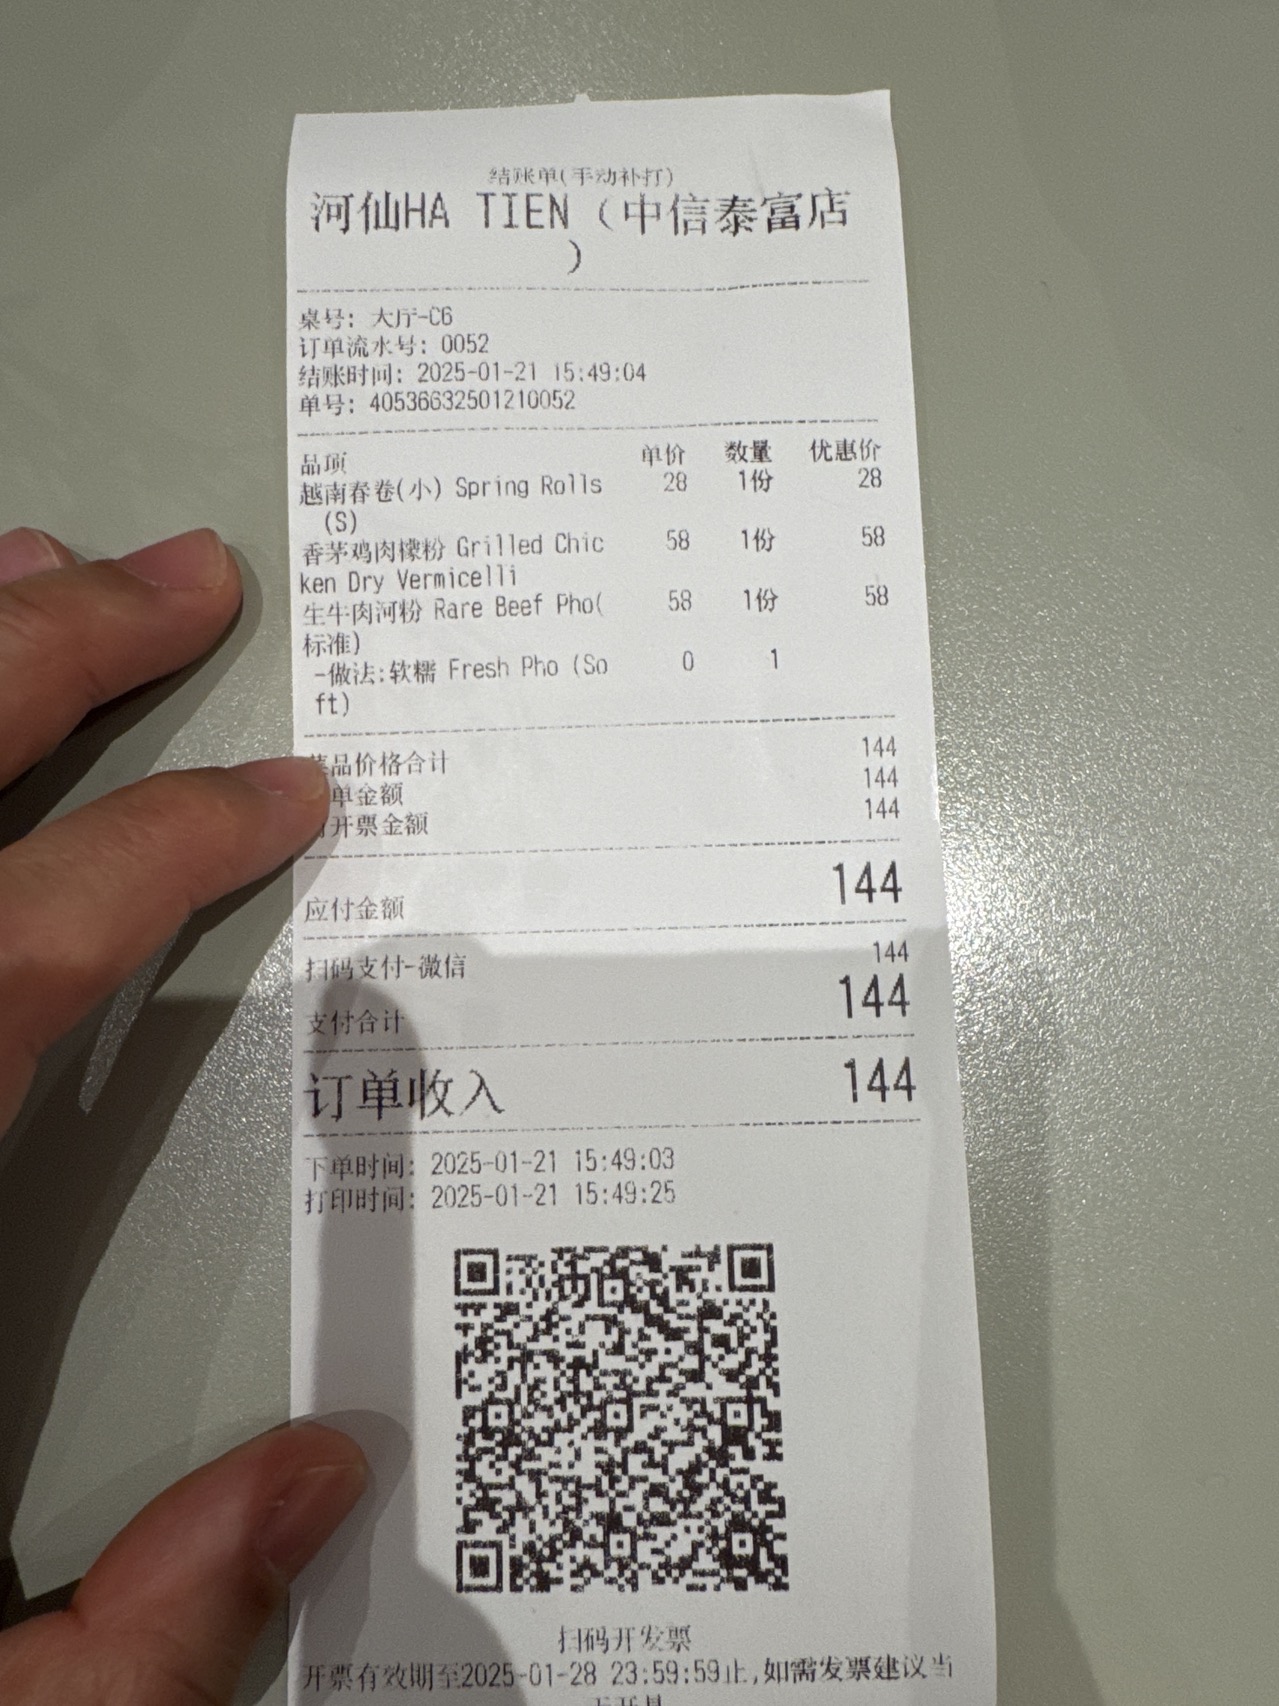 结账单(手动补打)
河仙HA TIEN（中信泰富店
）
桌号: 大厅-C6
订单流水号: 0052
结账时间: 2025-01-21 15:49:04
单号: 40536632501210052
品项 单价 数量 优惠价
越南春卷(小) Spring Rolls 28 1份 28
(S)
香茅鸡肉檬粉 Grilled Chic 58 1份 58
ken Dry Vermicelli
生牛肉河粉 Rare Beef Pho( 58 1份 58
标准)
-做法:软糯 Fresh Pho (So 0 1
ft)
品价格合计 144
单金额 144
开票金额 144
应付金额 144
扫码支付-微信 144
支付合计 144
订单收入 144
下单时间: 2025-01-21 15:49:03
打印时间: 2025-01-21 15:49:25
扫码开发票
开票有效期至2025-01-28 23:59:59止,如需发票建议当